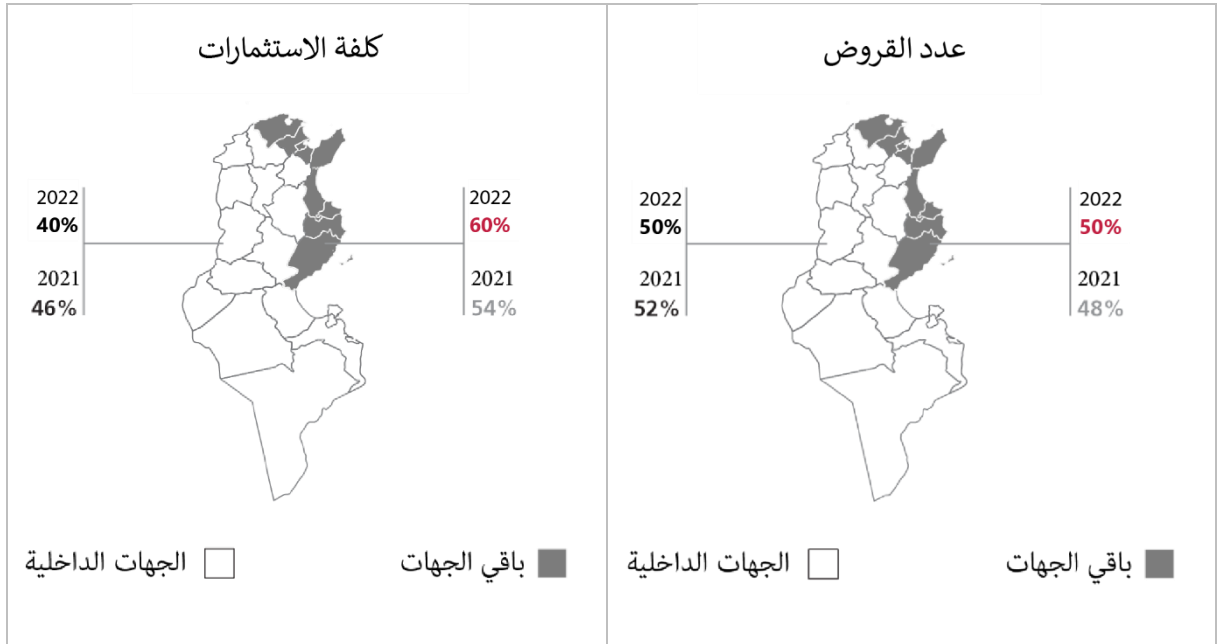 عدد القروض
2022
50%
2021
48%
2022
50%
2021
52%
باقي الجهات
الجهات الداخلية
كلفة الاستثمارات
2022
60%
2021
54%
2022
40%
2021
46%
باقي الجهات
الجهات الداخلية